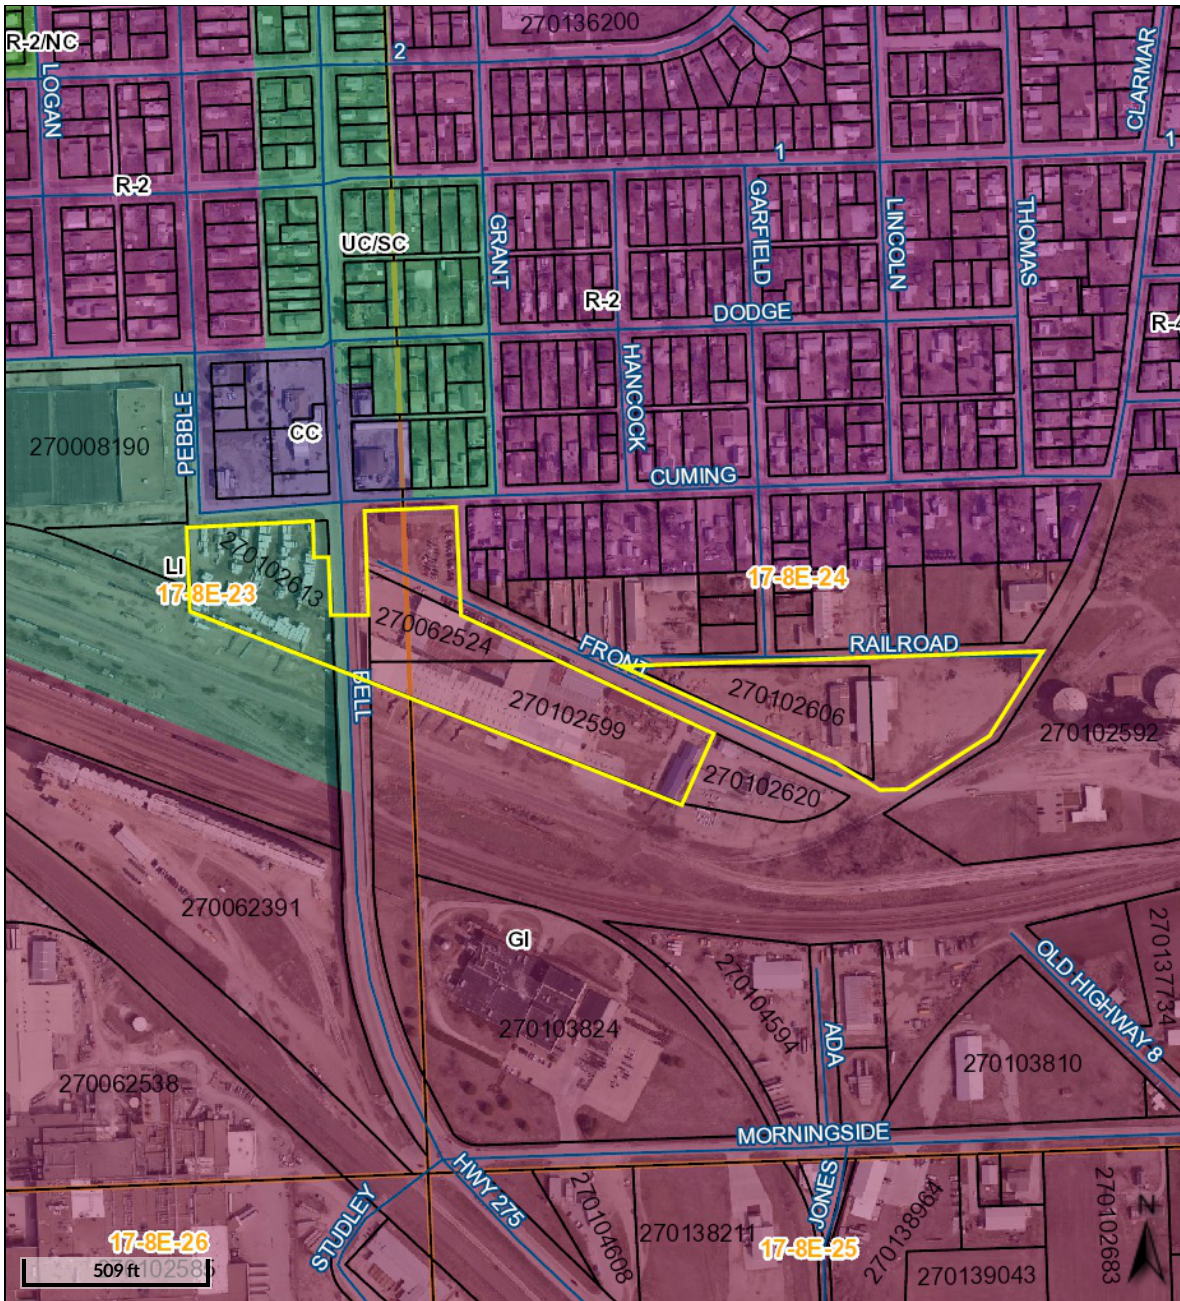 270136200
R-2/NC
2
LOGAN
CLARMAR
1
1
R-2
GARFIELD
LINCOLN
THOMAS
GRANT
UC/SC
R-2
DODGE
R-4
HANCOCK
PEBBLE
CC
270008190
CUMING
270102613
LI
17-8E-23
17-8E-24
270062524
FRONT
RAILROAD
BELL
270102606
270102599
270102592
270102620
270062391
GI
270137734
OLD HIGHWAY 8
270104594
270103824
ADA
270103810
270062538
MORNINGSIDE
HWY 275
STUDLEY
JONES
270138964
270104608
270138211
270102683
N
17-8E-26
17-8E-25
270139043
509 ft